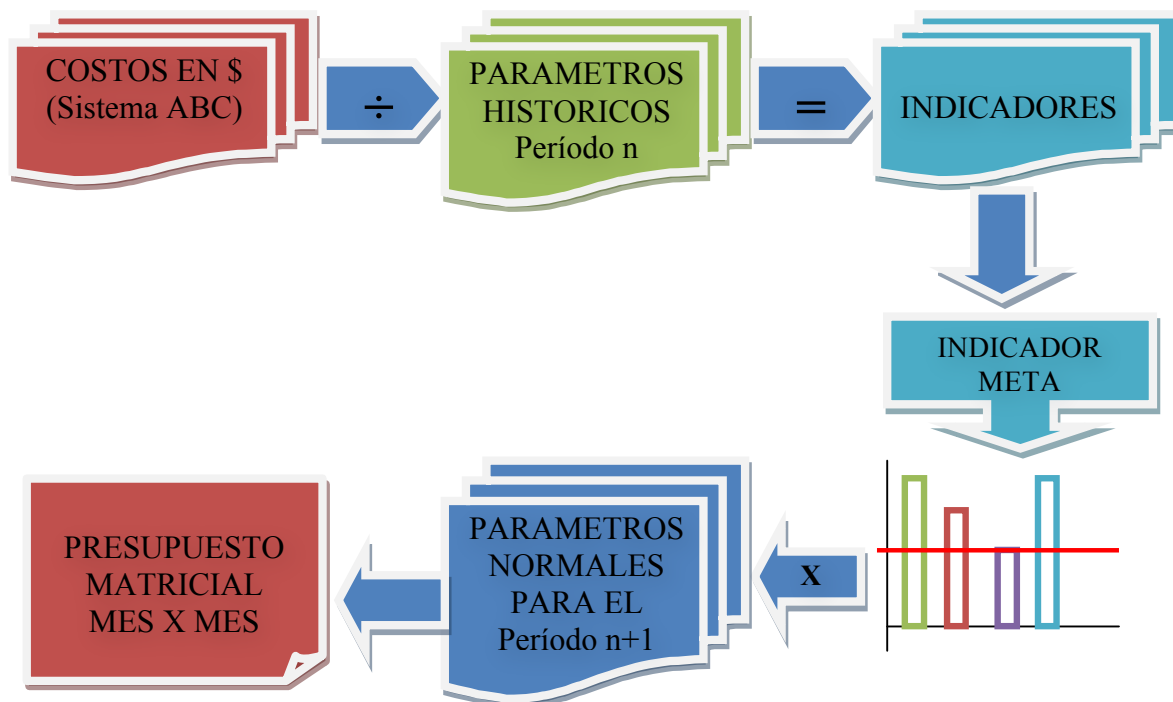 COSTOS EN $
(Sistema ABC)
÷
PARAMETROS
HISTORICOS
Período n
=
INDICADORES
INDICADOR
META
X
PARAMETROS
NORMALES
PARA EL
Período n+1
PRESUPUESTO
MATRICIAL
MES X MES